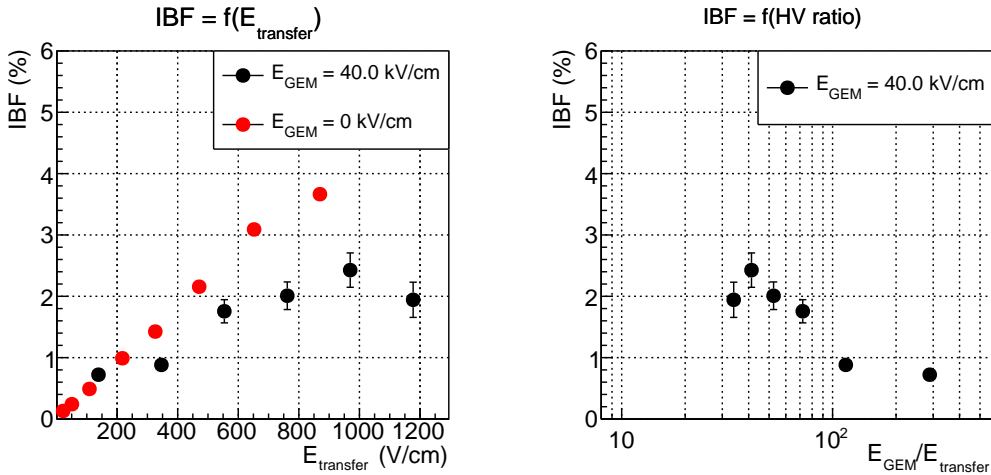 IBF = f(E_transfer)
IBF (%)
6
5
4
3
2
1
0
E_GEM = 40.0 kV/cm
E_GEM = 0 kV/cm
200 400 600 800 1000 1200
E_transfer (V/cm)
IBF = f(HV ratio)
IBF (%)
6
5
4
3
2
1
0
E_GEM = 40.0 kV/cm
10 10²
E_GEM/E_transfer